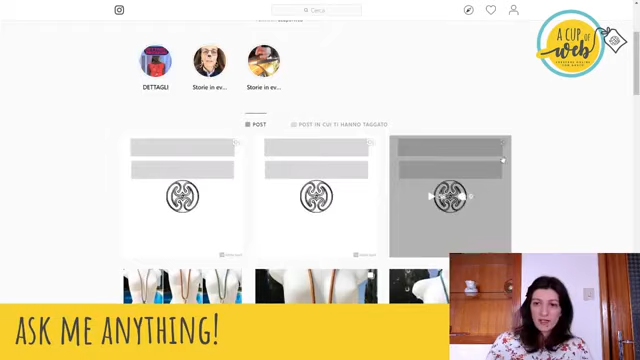 Cerca
A CUP OF
web
DETTAGLI
Storie in ev...
Storie in ev...
POST
POST IN CUI TI HANNO TAGGATO
ASK ME ANYTHING!